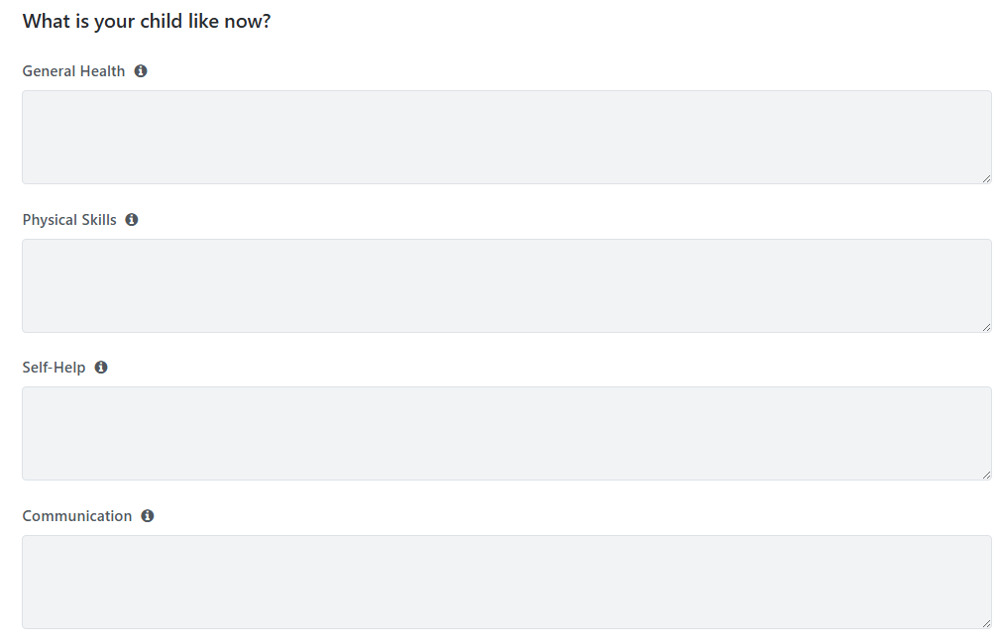 What is your child like now?
General Health
Physical Skills
Self-Help
Communication